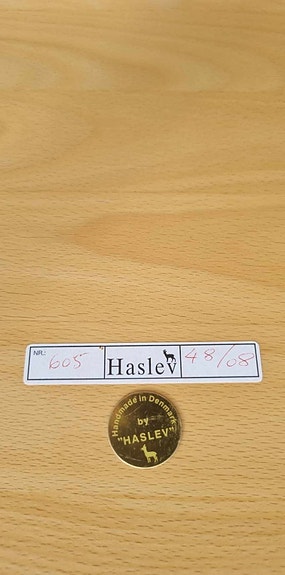 NR.: 605 Haslev 48/08
Handmade in Denmark
by
"HASLEV"